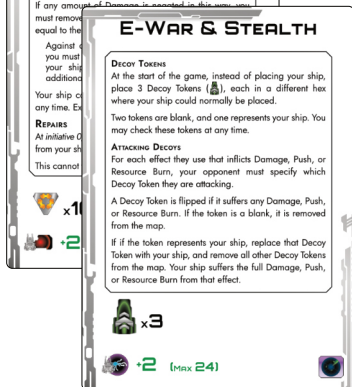 If any amount of Damage is negated in this way, you
must remove
equal to the
Against
you must
your ship
additiona
Your ship c
any time. Ex
REPAIRS
At initiative 0
from your sh
This cannot
x1
+2
E-WAR & STEALTH
DECOY TOKENS
At the start of the game, instead of placing your ship,
place 3 Decoy Tokens ( ), each in a different hex
where your ship could normally be placed.
Two tokens are blank, and one represents your ship. You
may check these tokens at any time.
ATTACKING DECOYS
For each effect they use that inflicts Damage, Push, or
Resource Burn, your opponent must specify which
Decoy Token they are attacking.
A Decoy Token is flipped if it suffers any Damage, Push,
or Resource Burn. If the token is a blank, it is removed
from the map.
If if the token represents your ship, replace that Decoy
Token with your ship, and remove all other Decoy Tokens
from the map. Your ship suffers the full Damage, Push,
or Resource Burn from that effect.
x3
+2 (MAX 24)